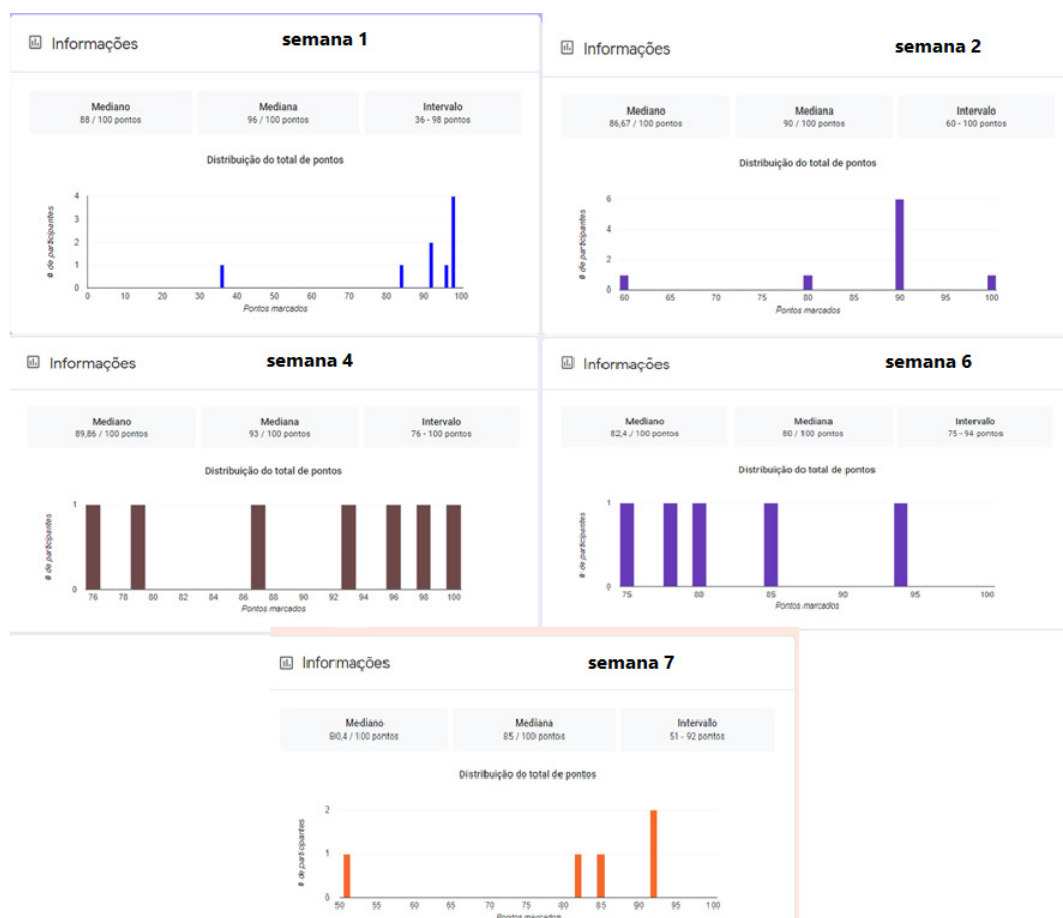 Informações
semana 1
Mediano
88 / 100 pontos
Mediana
96 / 100 pontos
Intervalo
36 - 98 pontos
Distribuição do total de pontos
# de participantes
4
3
2
1
0
0 10 20 30 40 50 60 70 80 90 100
Pontos marcados
Informações
semana 2
Mediano
86,67 / 100 pontos
Mediana
90 / 100 pontos
Intervalo
60 - 100 pontos
Distribuição do total de pontos
# de participantes
6
4
2
0
60 65 70 75 80 85 90 95 100
Pontos marcados
Informações
semana 4
Mediano
89,86 / 100 pontos
Mediana
93 / 100 pontos
Intervalo
76 - 100 pontos
Distribuição do total de pontos
# de participantes
1
0
76 78 80 82 84 86 88 90 92 94 96 98 100
Pontos marcados
Informações
semana 6
Mediano
82,4 / 100 pontos
Mediana
80 / 100 pontos
Intervalo
75 - 94 pontos
Distribuição do total de pontos
# de participantes
1
0
75 80 85 90 95 100
Pontos marcados
Informações
semana 7
Mediano
80,4 / 100 pontos
Mediana
85 / 100 pontos
Intervalo
51 - 92 pontos
Distribuição do total de pontos
# de participantes
2
1
0
50 55 60 65 70 75 80 85 90 95 100
Pontos marcados